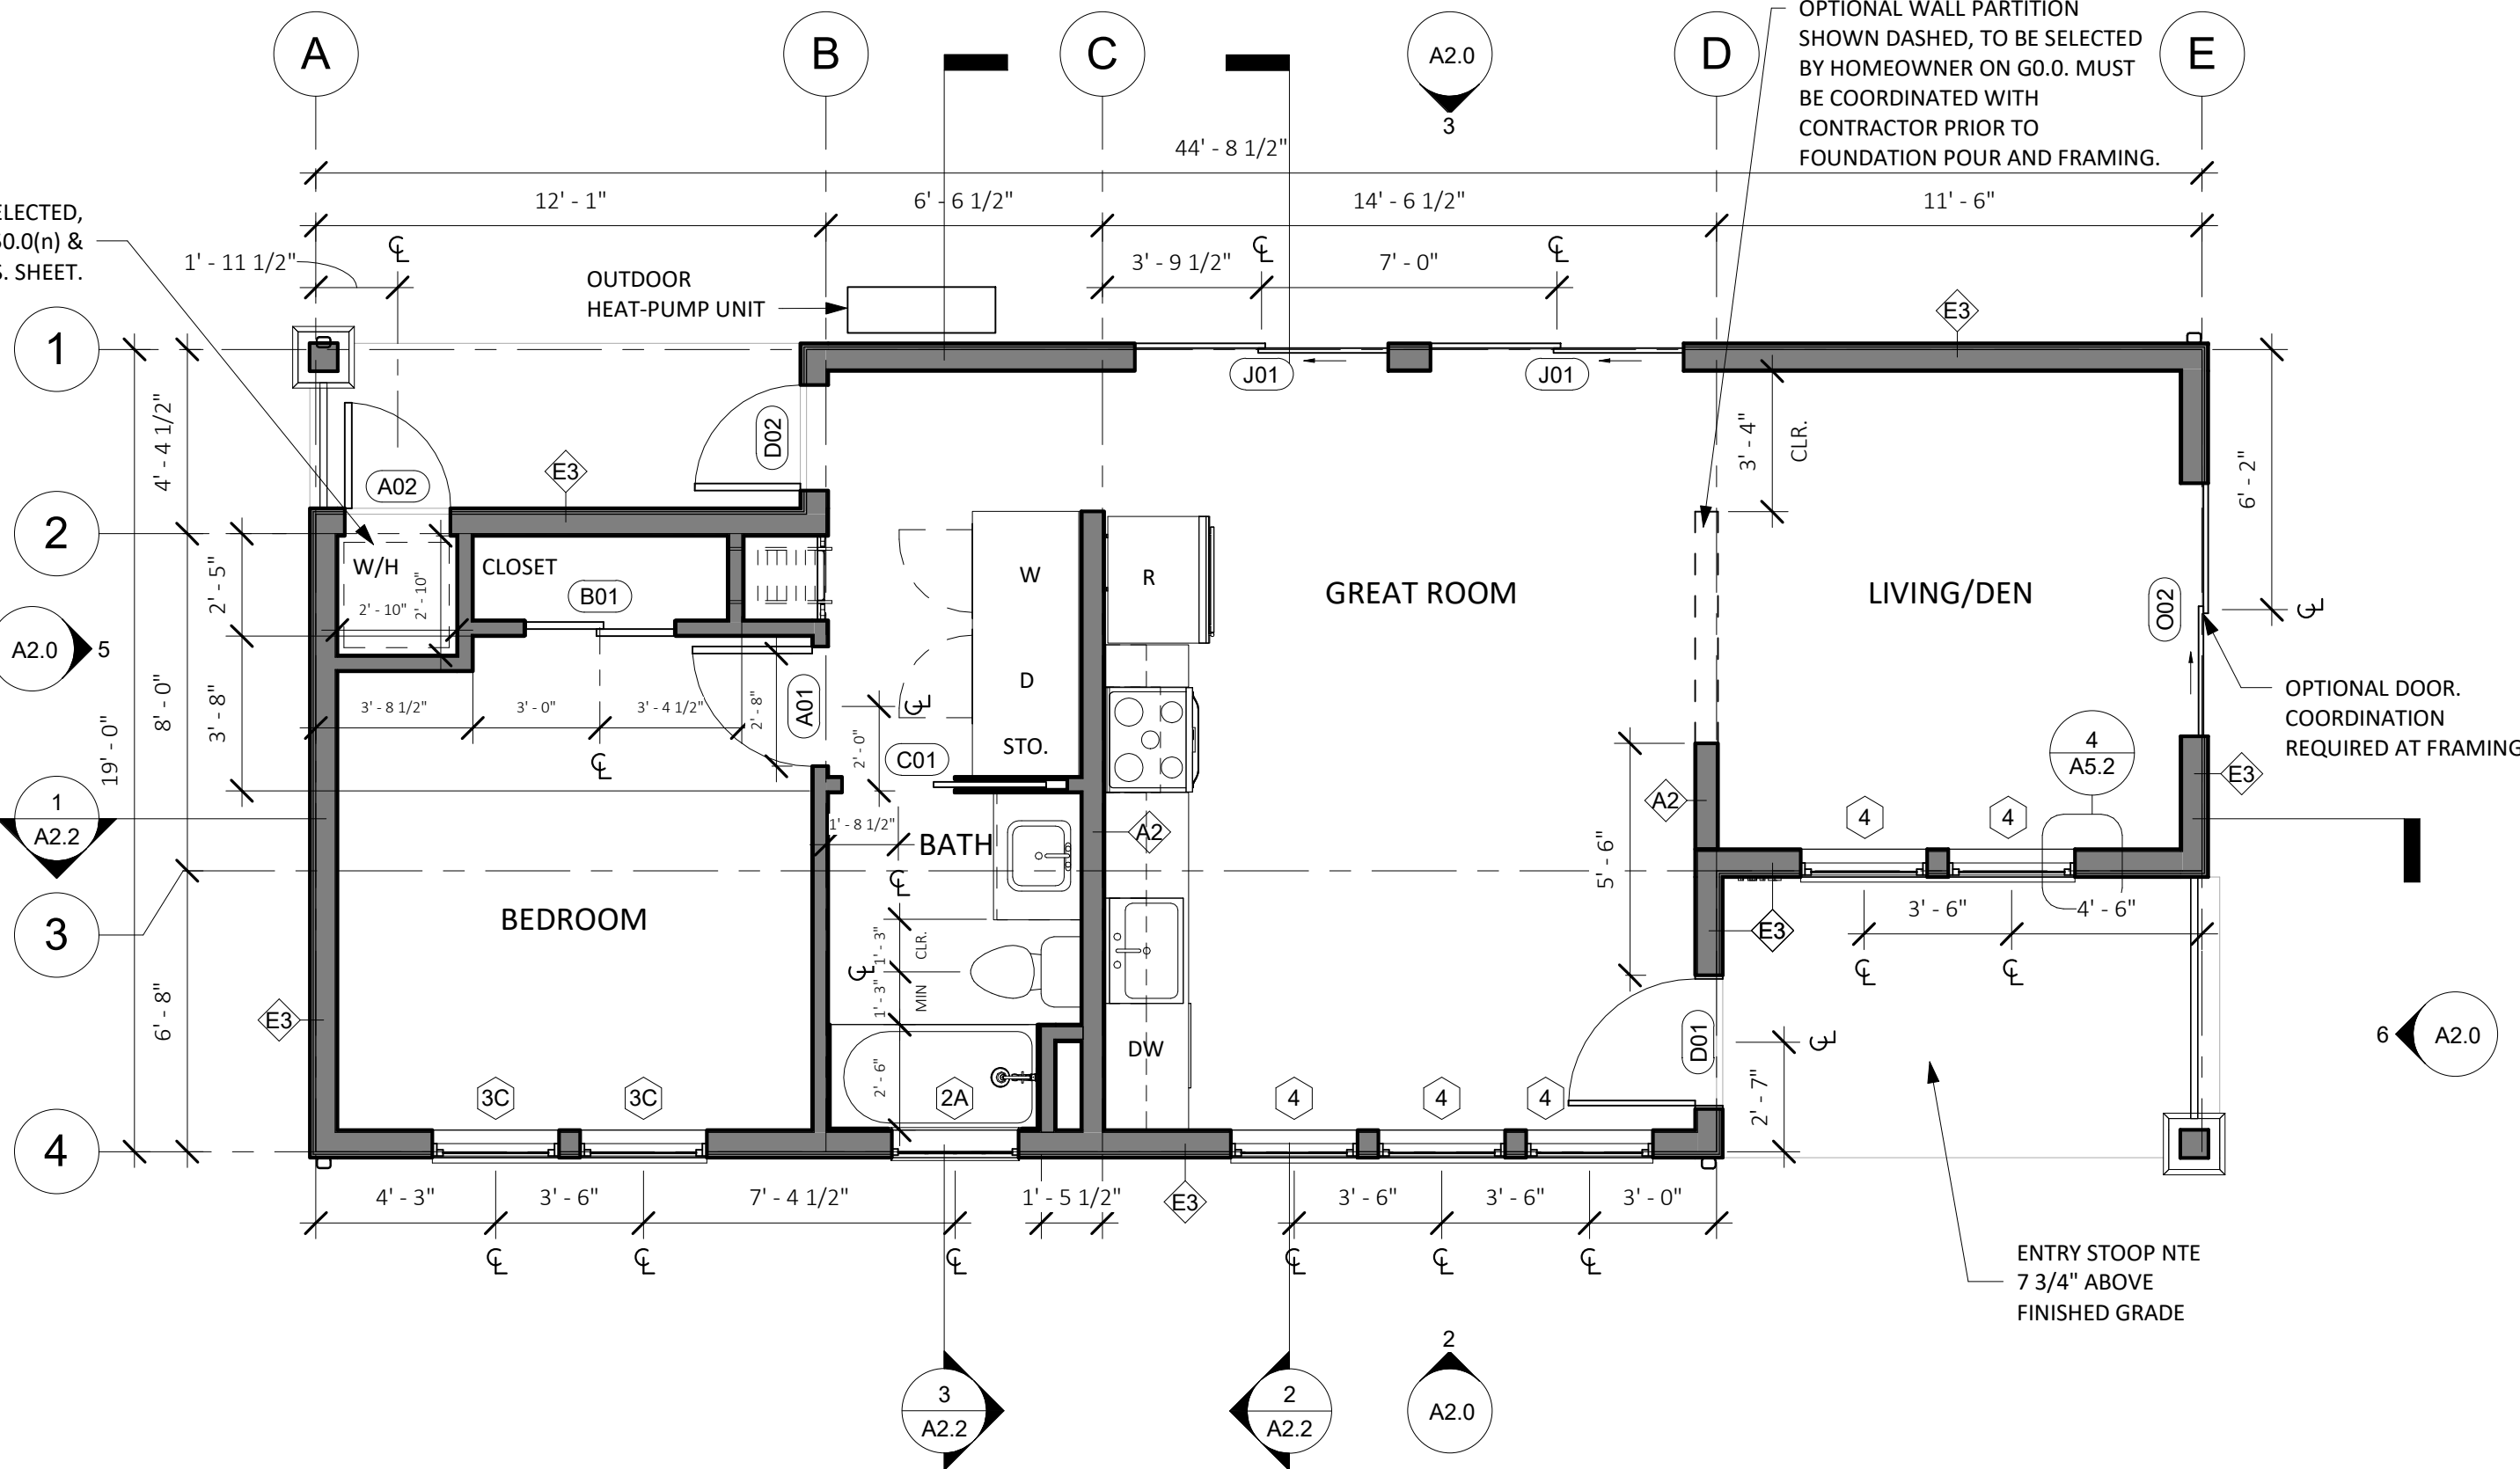 A
B
C
A2.0
3
D
E
OPTIONAL WALL PARTITION
SHOWN DASHED, TO BE SELECTED
BY HOMEOWNER ON G0.0. MUST
BE COORDINATED WITH
CONTRACTOR PRIOR TO
FOUNDATION POUR AND FRAMING.
44' - 8 1/2"
12' - 1"
6' - 6 1/2"
14' - 6 1/2"
11' - 6"
ELECTED,
0.0(n) &
S. SHEET.
1' - 11 1/2"
℄
OUTDOOR
HEAT-PUMP UNIT
3' - 9 1/2"
℄
7' - 0"
℄
1
E3
J01
J01
4' - 4 1/2"
A02
E3
D02
3' - 4"
CLR.
6' - 2"
2
2' - 5"
W/H
2' - 10"
2' - 10"
CLOSET
B01
W
R
GREAT ROOM
LIVING/DEN
O02
℄
A2.0
5
8' - 0"
19' - 0"
3' - 8"
3' - 8 1/2"
3' - 0"
3' - 4 1/2"
2' - 8"
A01
℄
D
℄
STO.
C01
2' - 0"
OPTIONAL DOOR.
COORDINATION
REQUIRED AT FRAMING
4
A5.2
E3
1
A2.2
A2
4
4
1' - 8 1/2"
BATH
A2
℄
5' - 6"
3
BEDROOM
E3
3' - 6"
4' - 6"
℄
℄
1' - 3"
CLR.
℄
1' - 3"
MIN
6' - 8"
E3
DW
D01
℄
6
A2.0
2' - 6"
2' - 7"
3C
3C
2A
4
4
4
4
4' - 3"
3' - 6"
7' - 4 1/2"
1' - 5 1/2"
E3
3' - 6"
3' - 6"
3' - 0"
℄
℄
℄
℄
℄
℄
ENTRY STOOP NTE
7 3/4" ABOVE
FINISHED GRADE
3
A2.2
2
A2.2
2
A2.0